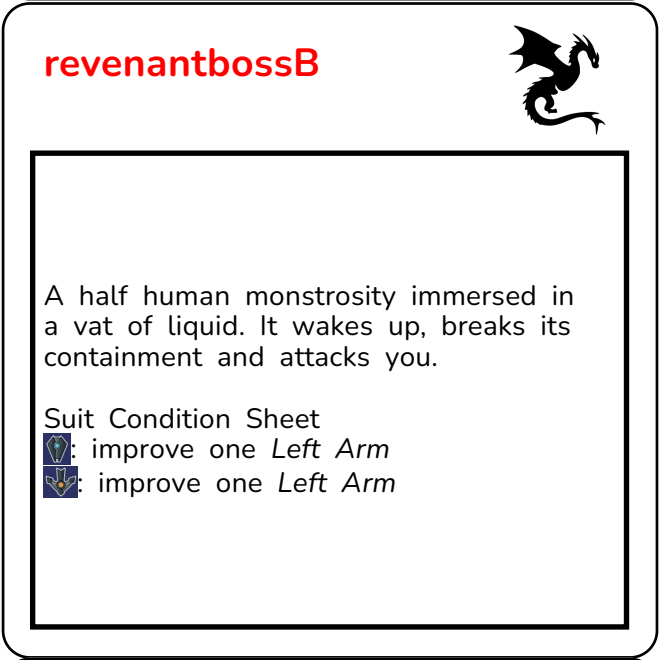 revenantbossB
A half human monstrosity immersed in
a vat of liquid. It wakes up, breaks its
containment and attacks you.
Suit Condition Sheet
: improve one Left Arm
: improve one Left Arm